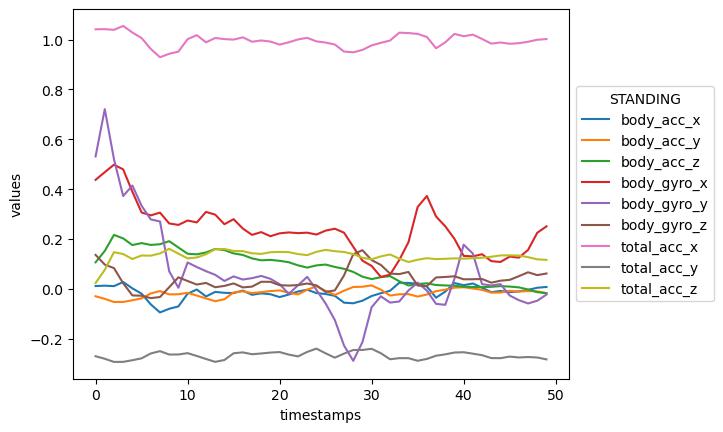 1.0
0.8
0.6
0.4
0.2
0.0
−0.2
values
0
10
20
30
40
50
timestamps
STANDING
body_acc_x
body_acc_y
body_acc_z
body_gyro_x
body_gyro_y
body_gyro_z
total_acc_x
total_acc_y
total_acc_z